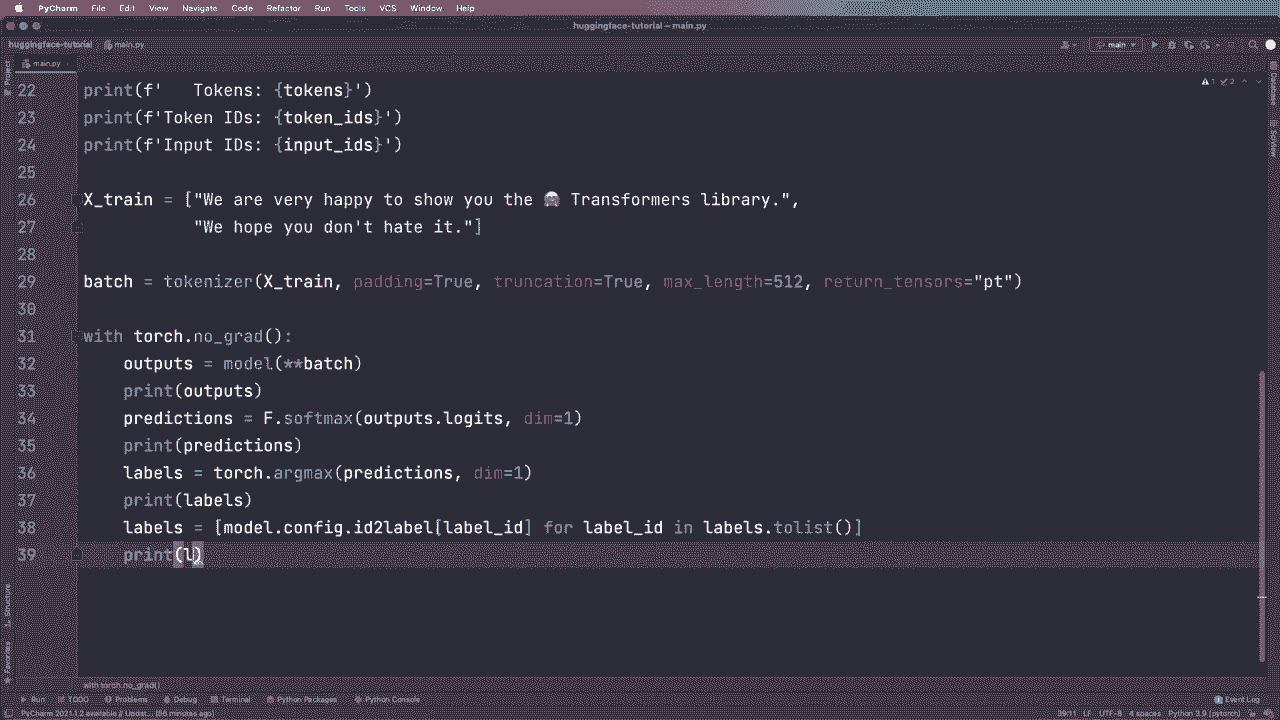 PyCharm File Edit View Navigate Code Refactor Run Tools VCS Window Help
huggingface-tutorial – main.py
huggingface-tutorial main.py main
main.py
Project
1 2
Database
SciView
22 print(f'   Tokens: {tokens}')
23 print(f'Token IDs: {token_ids}')
24 print(f'Input IDs: {input_ids}')
25
26 X_train = ["We are very happy to show you the 🤗 Transformers library.",
27            "We hope you don't hate it."]
28
29 batch = tokenizer(X_train, padding=True, truncation=True, max_length=512, return_tensors="pt")
30
31 with torch.no_grad():
32     outputs = model(**batch)
33     print(outputs)
34     predictions = F.softmax(outputs.logits, dim=1)
35     print(predictions)
36     labels = torch.argmax(predictions, dim=1)
37     print(labels)
38     labels = [model.config.id2label[label_id] for label_id in labels.tolist()]
39     print(l)
Structure
Favorites
with torch.no_grad()
Run TODO Problems Debug Terminal Python Packages Python Console Event Log
PyCharm 2021.1.2 available // Updat... (56 minutes ago) 39:11 LF UTF-8 4 spaces Python 3.9 (pytorch)